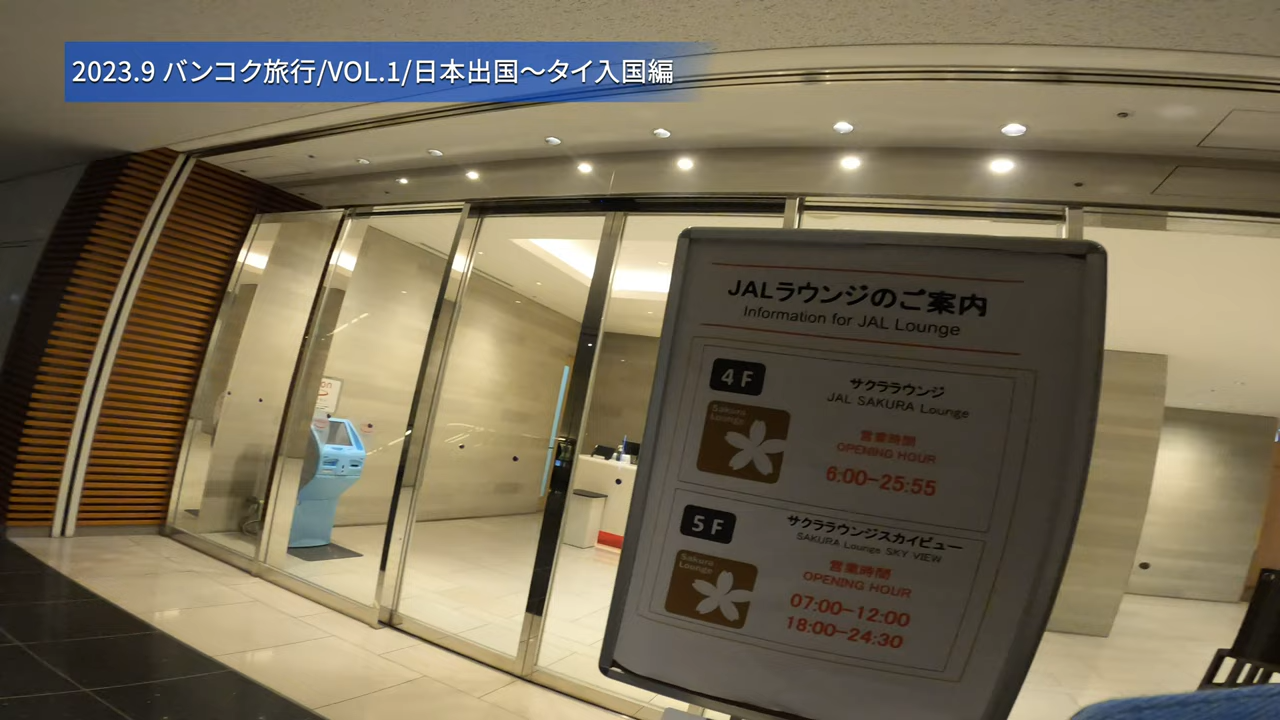 2023.9 バンコク旅行/VOL.1/日本出国～タイ入国編
JALラウンジのご案内
Information for JAL Lounge
4F
サクララウンジ
JAL SAKURA Lounge
Sakura
Lounge
営業時間
OPENING HOUR
6:00-25:55
5F
サクララウンジスカイビュー
SAKURA Lounge SKY VIEW
Sakura
Lounge
営業時間
OPENING HOUR
07:00-12:00
18:00-24:30